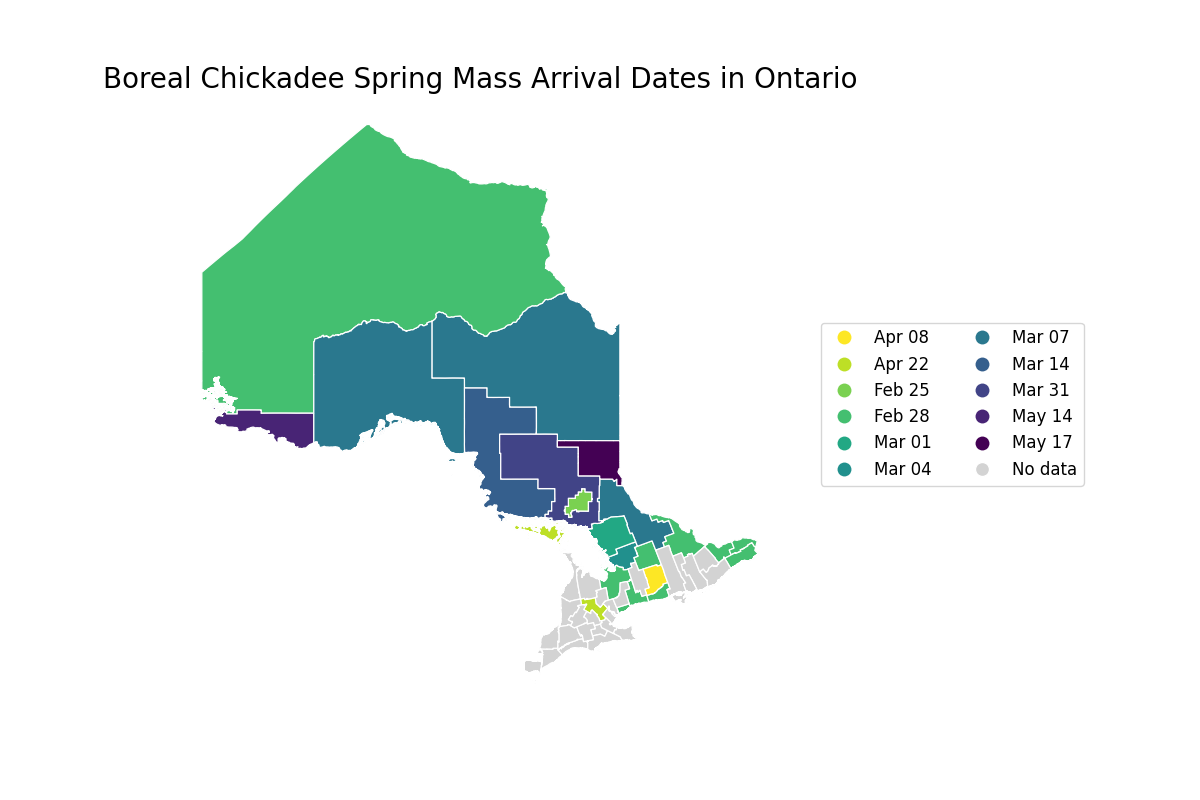 Boreal Chickadee Spring Mass Arrival Dates in Ontario
Apr 08
Apr 22
Feb 25
Feb 28
Mar 01
Mar 04
Mar 07
Mar 14
Mar 31
May 14
May 17
No data